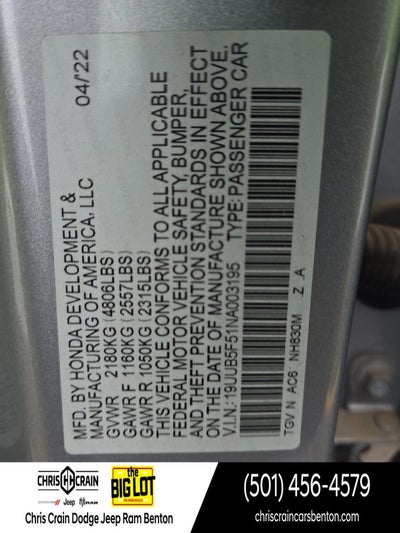 MFD. BY HONDA DEVELOPMENT & 04/22
MANUFACTURING OF AMERICA, LLC
GVWR 2180KG (4806LBS)
GAWR F 1160KG (2557LBS)
GAWR R 1050KG (2315LBS)
THIS VEHICLE CONFORMS TO ALL APPLICABLE
FEDERAL MOTOR VEHICLE SAFETY, BUMPER,
AND THEFT PREVENTION STANDARDS IN EFFECT
ON THE DATE OF MANUFACTURE SHOWN ABOVE.
V.I.N.: 19UUB5F51NA003195 TYPE: PASSENGER CAR
TGV N AC6 NH830M Z A
CHRIS CRAIN
Jeep RAM
the
BIG LOT
Chris Crain Dodge Jeep Ram Benton
(501) 456-4579
chriscraincarsbenton.com